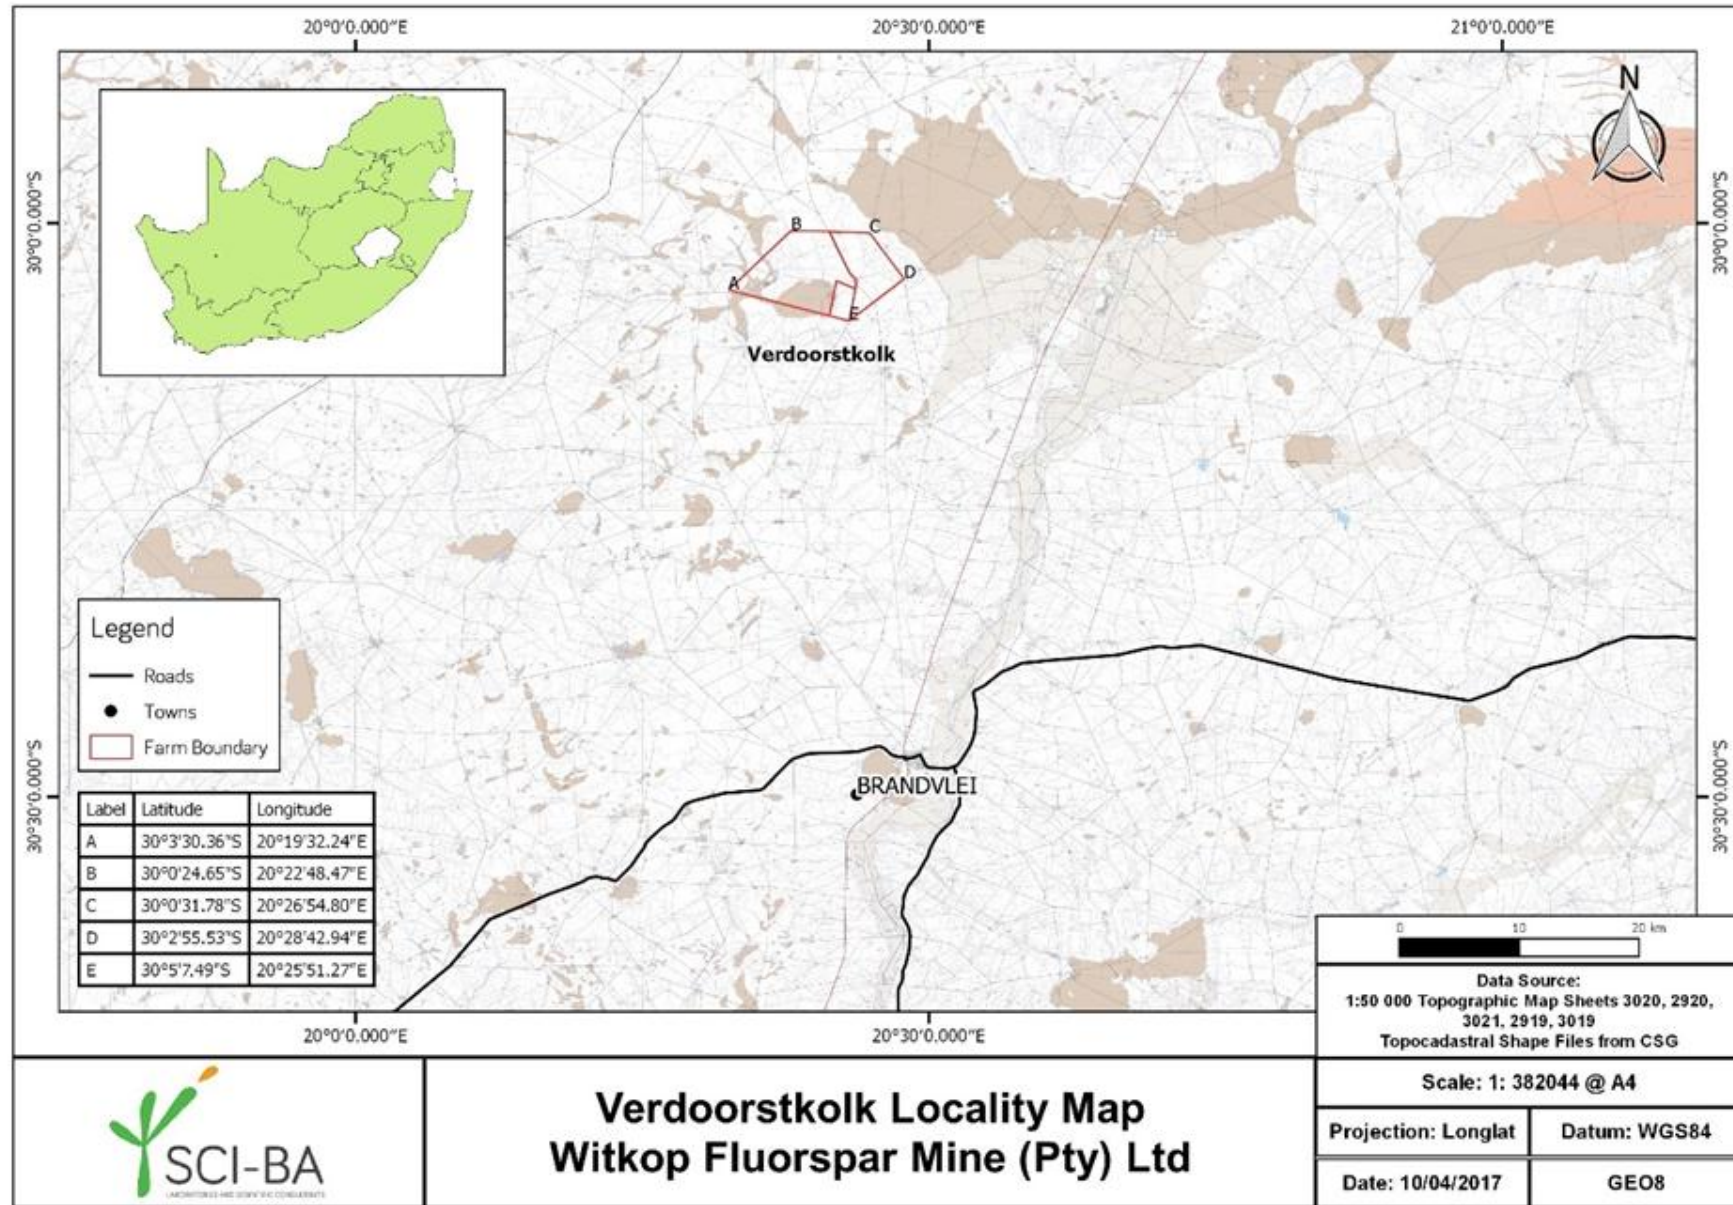 20°0'0.000"E 20°30'0.000"E 21°0'0.000"E
N
30°0'0.000"S
30°0'0.000"S
B C
A D
E
Verdoorstkolk
Legend
Roads
Towns
Farm Boundary
BRANDVLEI
30°30'0.000"S
30°30'0.000"S
Label Latitude Longitude
A 30°3'30.36"S 20°19'32.24"E
B 30°0'24.65"S 20°22'48.47"E
C 30°0'31.78"S 20°26'54.80"E
D 30°2'55.53"S 20°28'42.94"E
E 30°5'7.49"S 20°25'51.27"E
0 10 20 km
20°0'0.000"E 20°30'0.000"E
Data Source:
1:50 000 Topographic Map Sheets 3020, 2920,
3021, 2919, 3019
Topocadastral Shape Files from CSG
Scale: 1: 382044 @ A4
Projection: Longlat Datum: WGS84
Date: 10/04/2017 GEO8
SCI-BA
LABORATORIES AND SCIENTIFIC CONSULTANTS
Verdoorstkolk Locality Map
Witkop Fluorspar Mine (Pty) Ltd